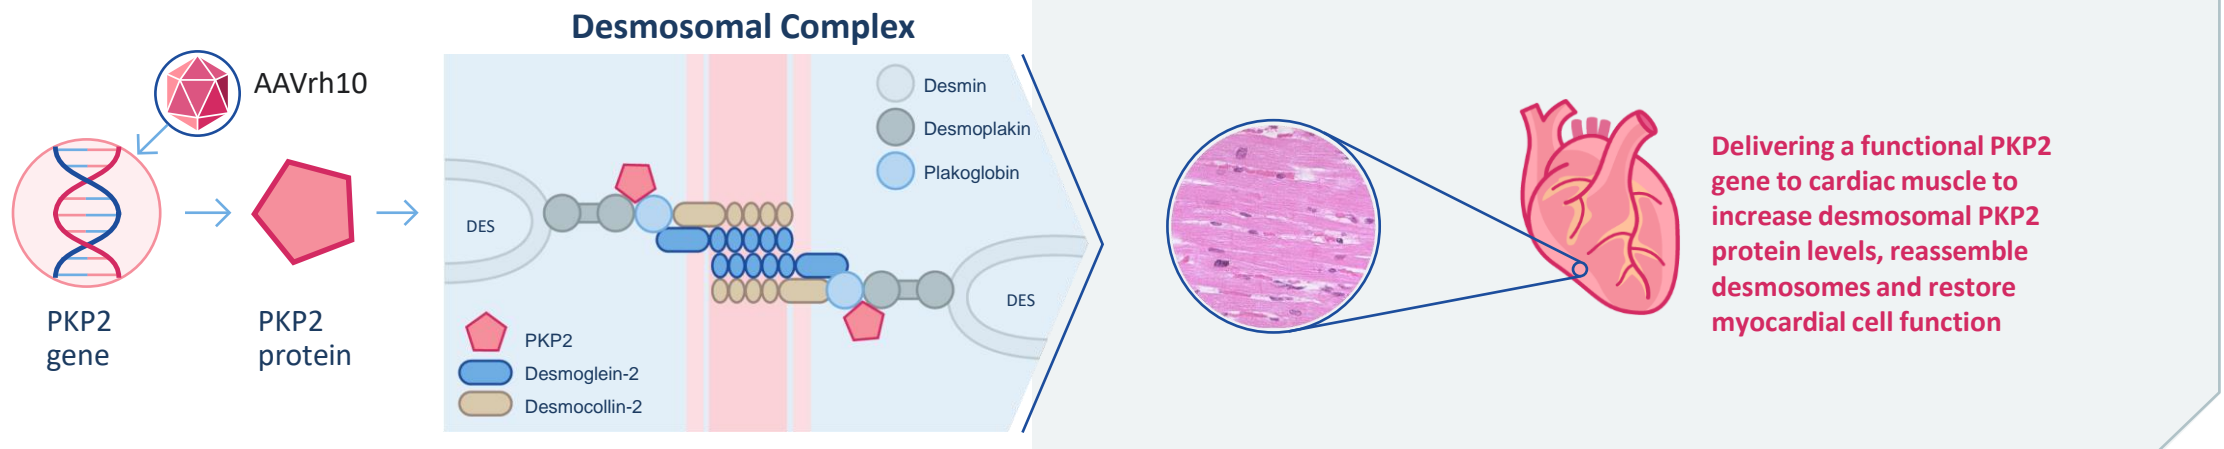 Desmosomal Complex
AAVrh10
PKP2
gene
PKP2
protein
Desmin
Desmoplakin
Plakoglobin
DES
DES
PKP2
Desmoglein-2
Desmocollin-2
Delivering a functional PKP2
gene to cardiac muscle to
increase desmosomal PKP2
protein levels, reassemble
desmosomes and restore
myocardial cell function